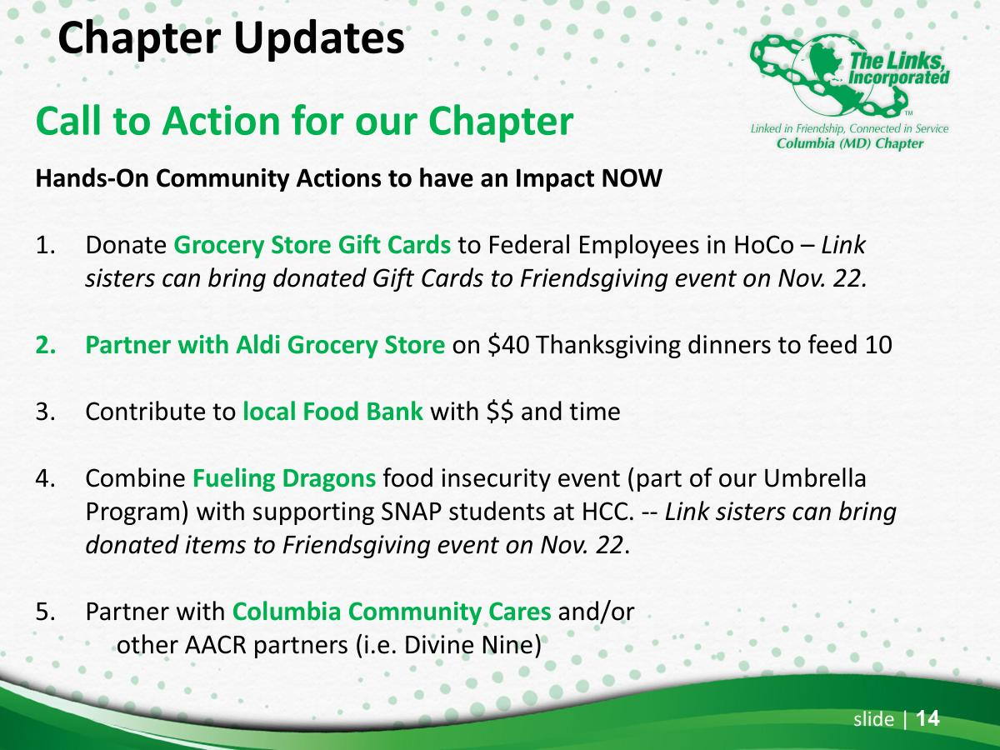 Chapter Updates
The Links,
Incorporated
TM
Linked in Friendship, Connected in Service
Columbia (MD) Chapter
Call to Action for our Chapter
Hands-On Community Actions to have an Impact NOW
1. Donate Grocery Store Gift Cards to Federal Employees in HoCo – Link
sisters can bring donated Gift Cards to Friendsgiving event on Nov. 22.
2. Partner with Aldi Grocery Store on $40 Thanksgiving dinners to feed 10
3. Contribute to local Food Bank with $$ and time
4. Combine Fueling Dragons food insecurity event (part of our Umbrella
Program) with supporting SNAP students at HCC. -- Link sisters can bring
donated items to Friendsgiving event on Nov. 22.
5. Partner with Columbia Community Cares and/or
other AACR partners (i.e. Divine Nine)
slide | 14